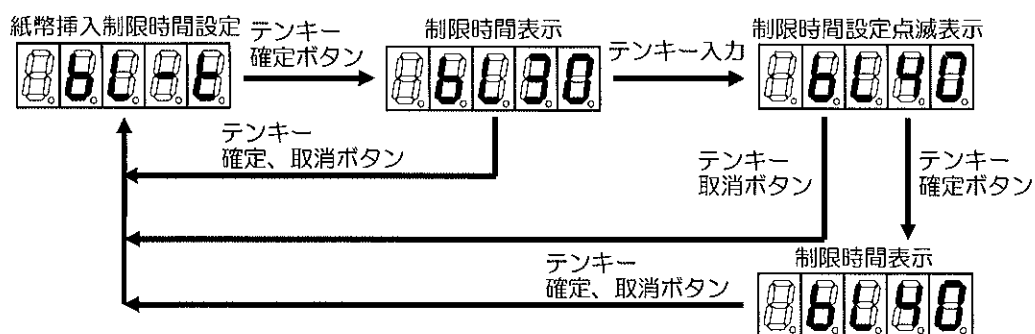 紙幣挿入制限時間設定
bL-t
テンキー
確定ボタン
制限時間表示
bL30
テンキー入力
制限時間設定点滅表示
bL40
テンキー
確定、取消ボタン
テンキー
取消ボタン
テンキー
確定ボタン
制限時間表示
bL40
テンキー
確定、取消ボタン